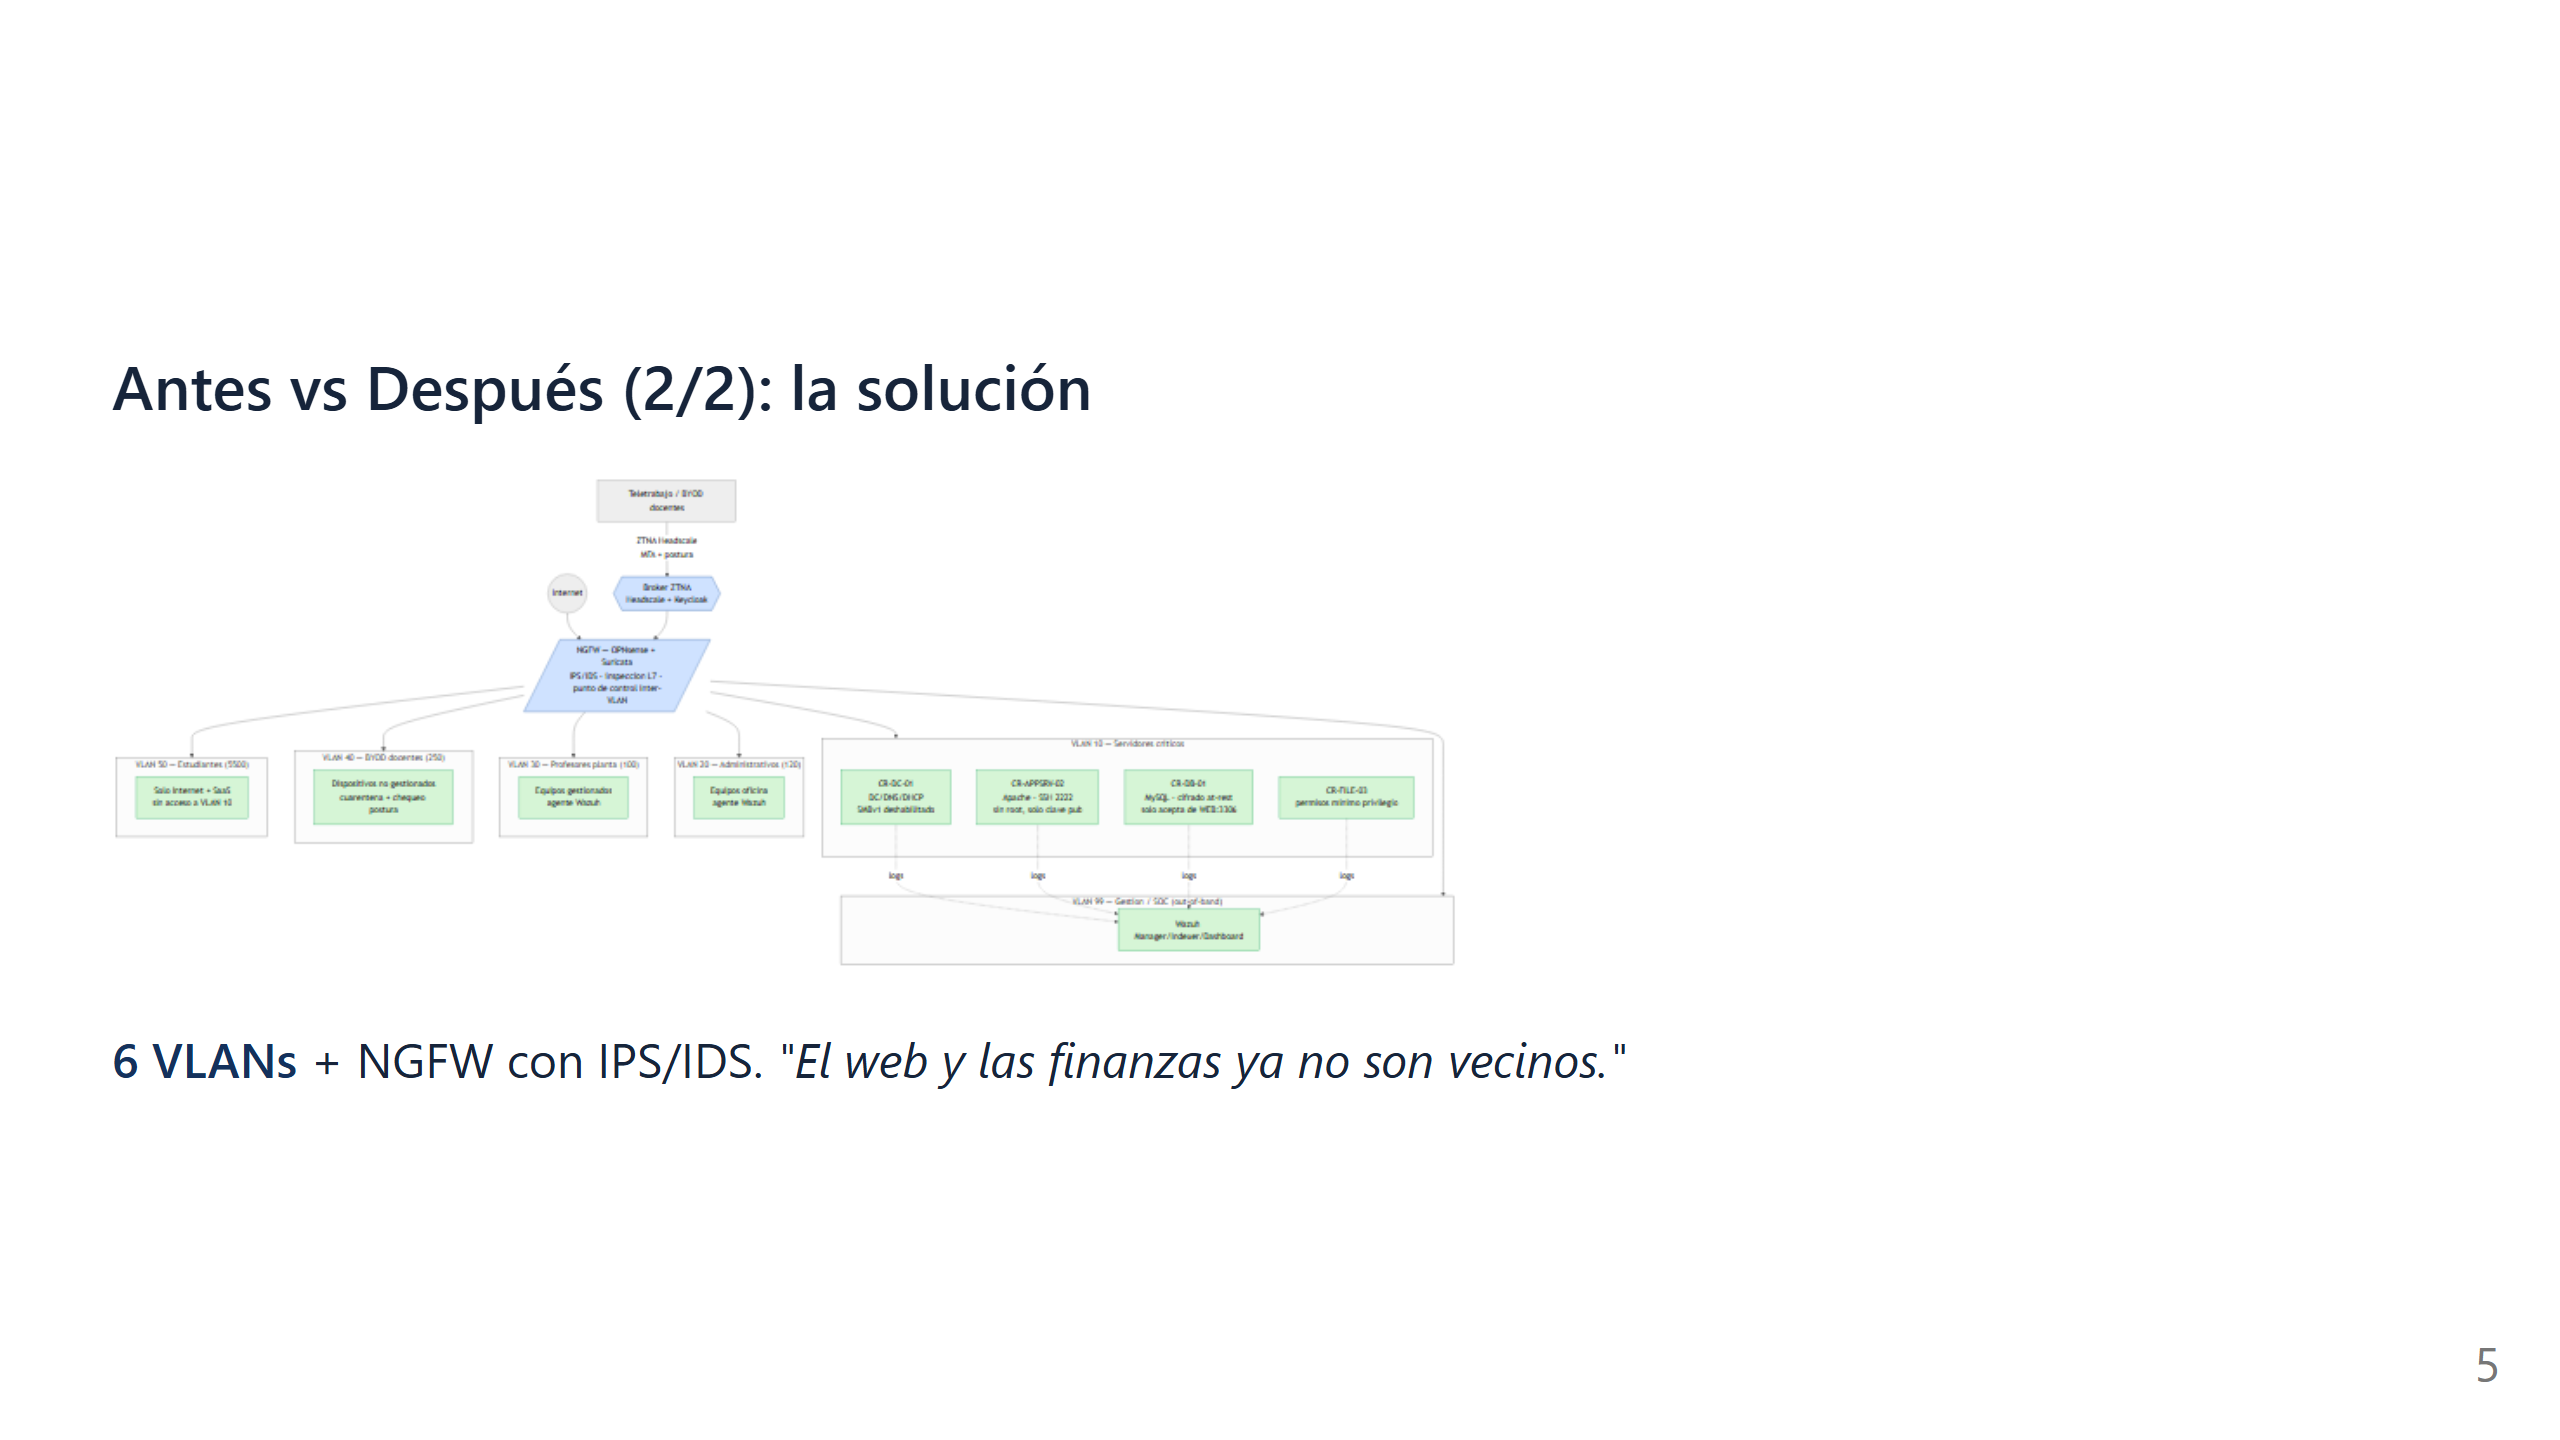 Antes vs Después (2/2): la solución
Teletrabajo / BYOD
docentes
ZTNA Headscale
MFA + postura
Internet
Broker ZTNA
Headscale + Keycloak
NGFW — OPNsense +
Suricata
IPS/IDS - Inspeccion L7 -
punto de control inter-
VLAN
VLAN 50 — Estudiantes (5500)
Solo Internet + SaaS
sin acceso a VLAN 10
VLAN 40 — BYOD docentes (250)
Dispositivos no gestionados
cuarentena + chequeo
postura
VLAN 30 — Profesores planta (100)
Equipos gestionados
agente Wazuh
VLAN 20 — Administrativos (120)
Equipos oficina
agente Wazuh
VLAN 10 — Servidores criticos
CR-DC-01
DC/DNS/DHCP
SMBv1 deshabilitado
CR-APPSRV-02
Apache - SSH 2222
sin root, solo clave pub
CR-DB-01
MySQL - cifrado at-rest
solo acepta de WEB:3306
CR-FILE-03
permisos minimo privilegio
logs
logs
logs
logs
VLAN 99 — Gestion / SOC (out-of-band)
Wazuh
Manager/Indexer/Dashboard
6 VLANs + NGFW con IPS/IDS. "El web y las finanzas ya no son vecinos."
5